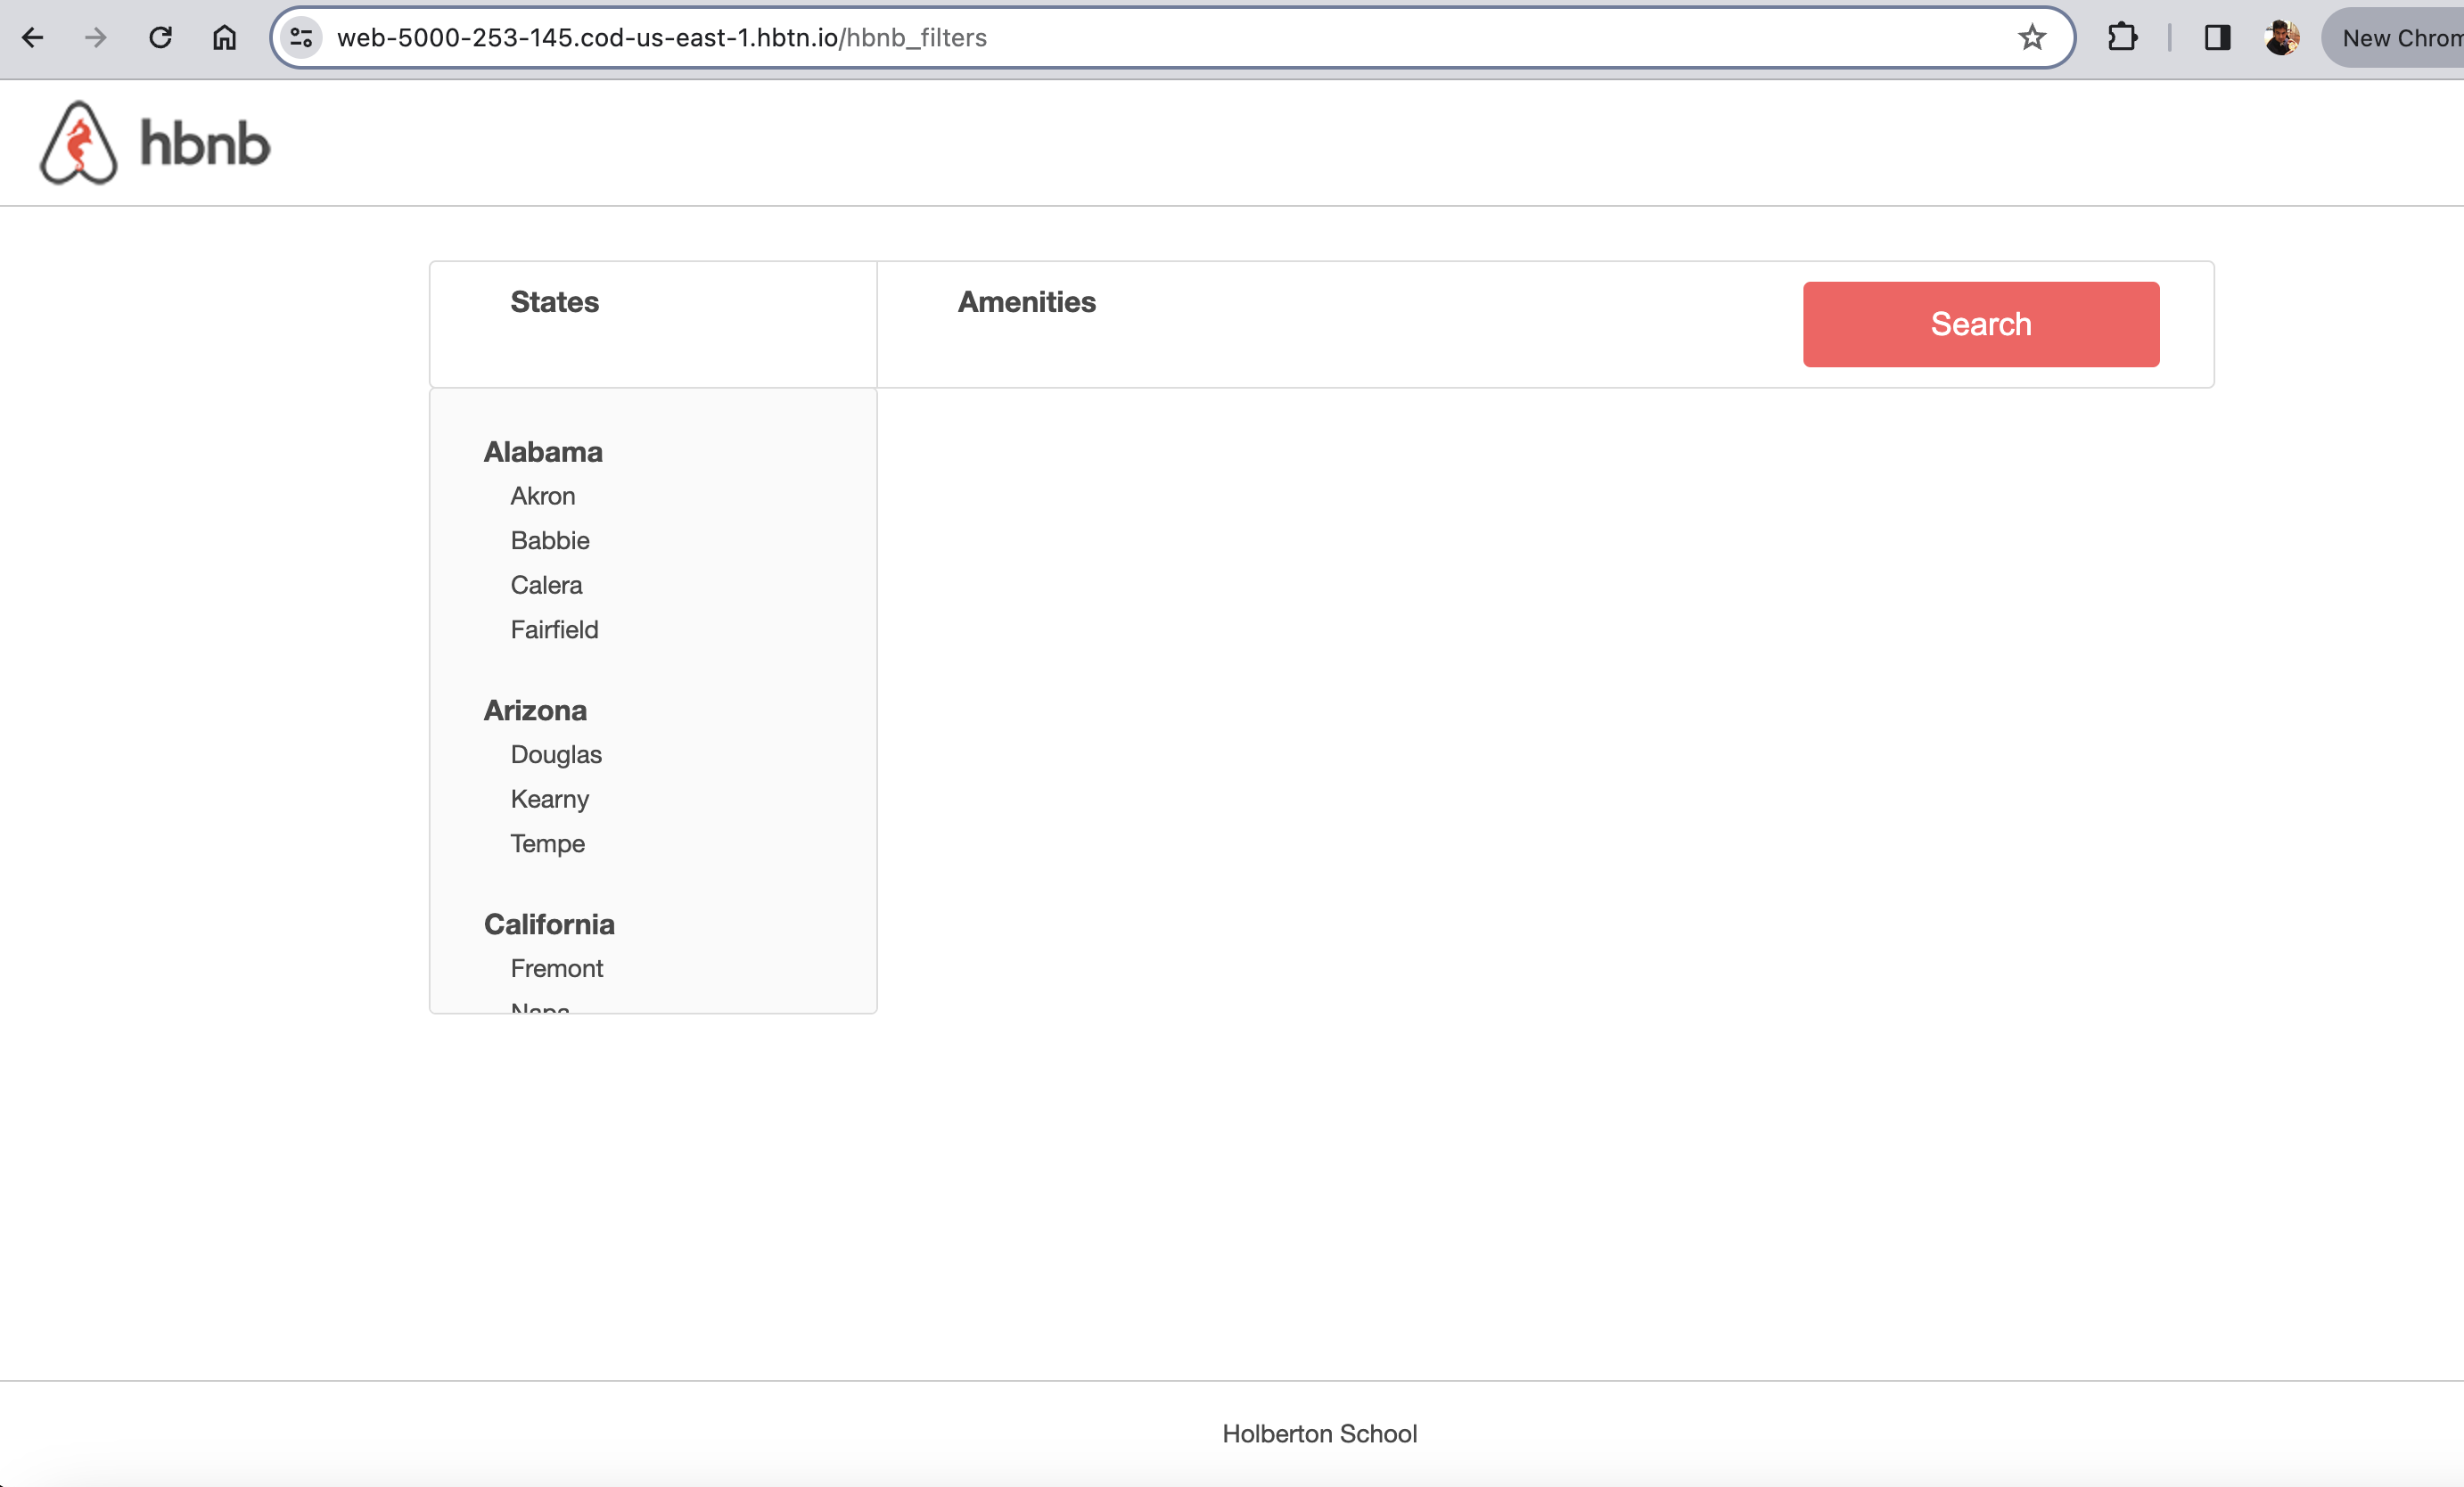 web-5000-253-145.cod-us-east-1.hbtn.io/hbnb_filters
New Chrom
hbnb
States
Amenities
Search
Alabama
Akron
Babbie
Calera
Fairfield
Arizona
Douglas
Kearny
Tempe
California
Fremont
Napa
Holberton School